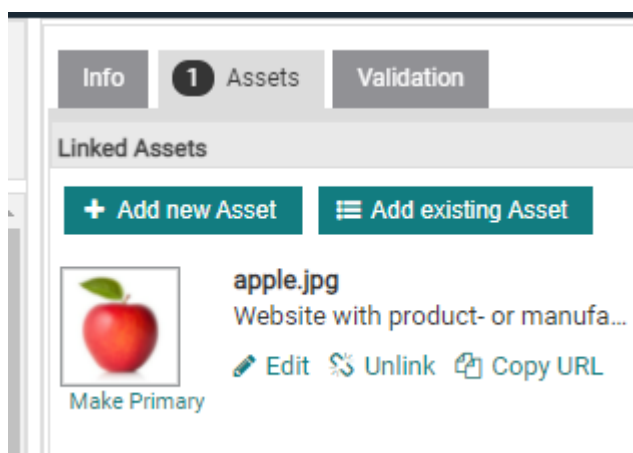 Info
1 Assets
Validation
Linked Assets
Add new Asset
Add existing Asset
apple.jpg
Website with product- or manufa...
Edit Unlink Copy URL
Make Primary